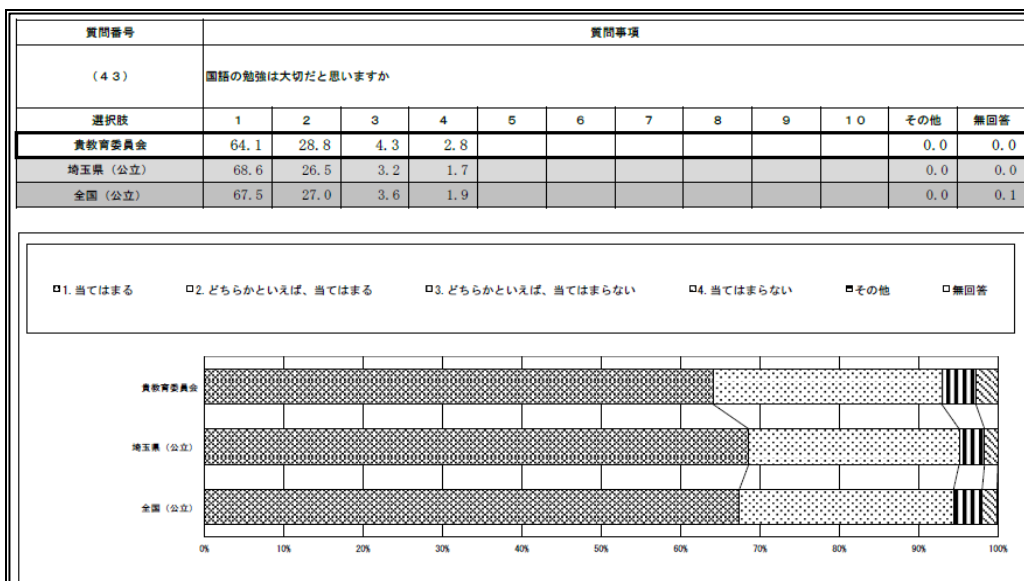 質問番号 質問事項
(43) 国語の勉強は大切だと思いますか
選択肢 1 2 3 4 5 6 7 8 9 10 その他 無回答
貴教育委員会 64.1 28.8 4.3 2.8 0.0 0.0
埼玉県(公立) 68.6 26.5 3.2 1.7 0.0 0.0
全国(公立) 67.5 27.0 3.6 1.9 0.0 0.1
1.当てはまる 2.どちらかといえば、当てはまる 3.どちらかといえば、当てはまらない 4.当てはまらない その他 無回答
貴教育委員会
埼玉県(公立)
全国(公立)
0% 10% 20% 30% 40% 50% 60% 70% 80% 90% 100%